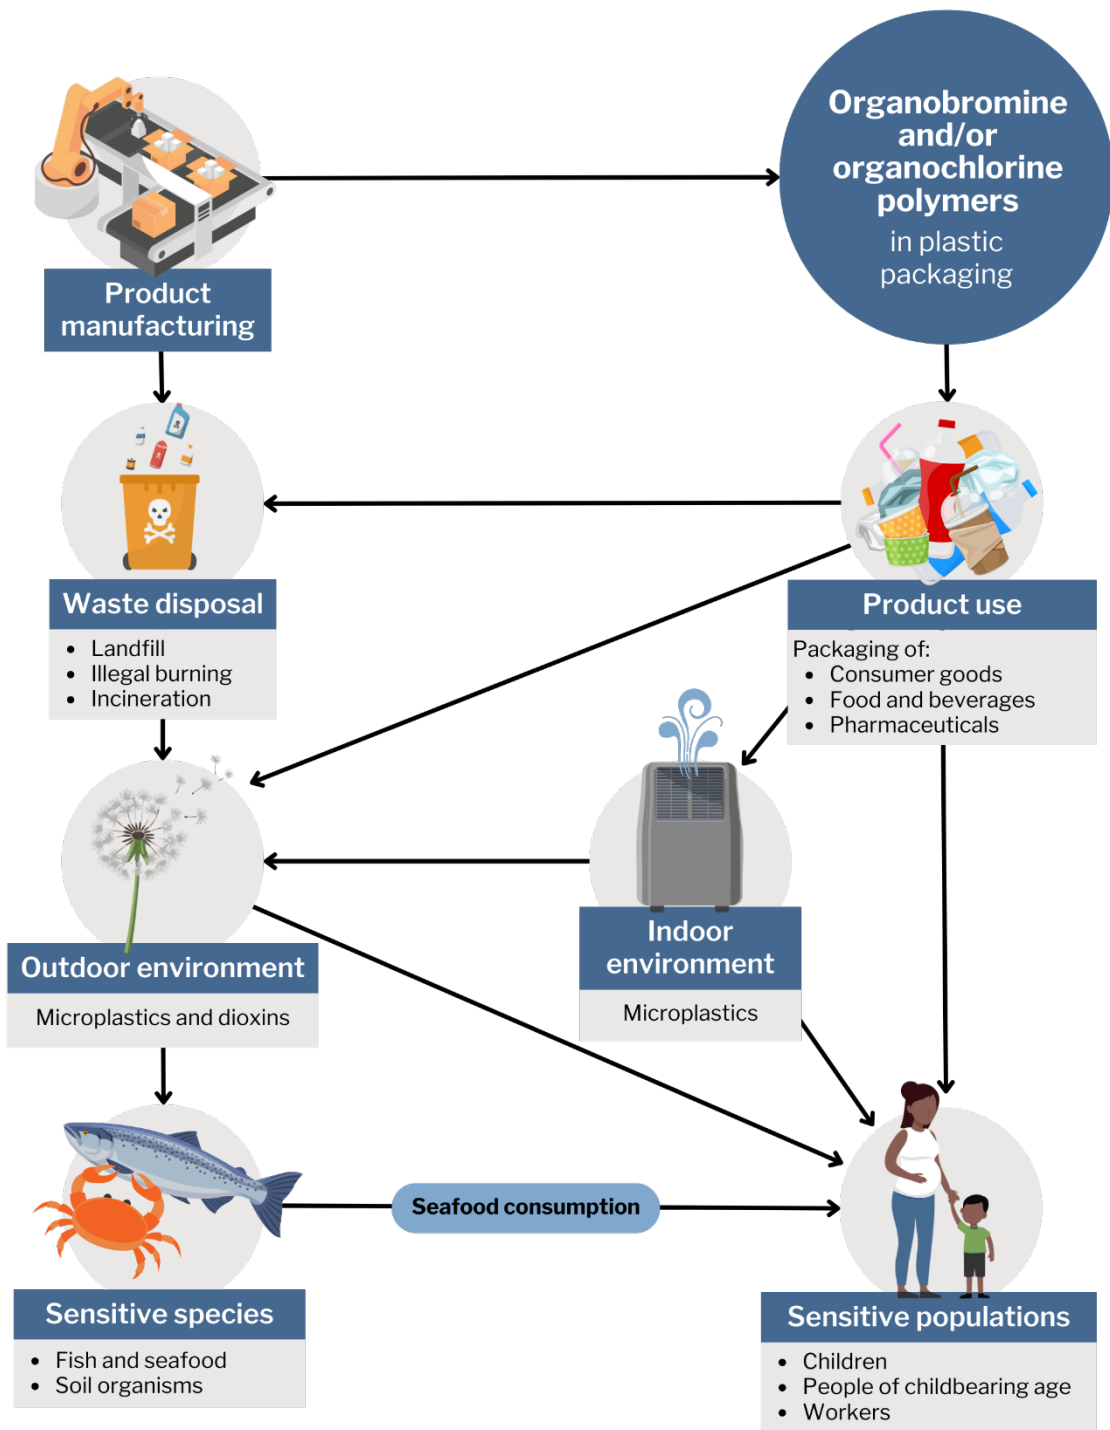 Organobromine
and/or
organochlorine
polymers
in plastic
packaging
Product
manufacturing
Waste disposal
• Landfill
• Illegal burning
• Incineration
Product use
Packaging of:
• Consumer goods
• Food and beverages
• Pharmaceuticals
Outdoor environment
Microplastics and dioxins
Indoor
environment
Microplastics
Seafood consumption
Sensitive species
• Fish and seafood
• Soil organisms
Sensitive populations
• Children
• People of childbearing age
• Workers